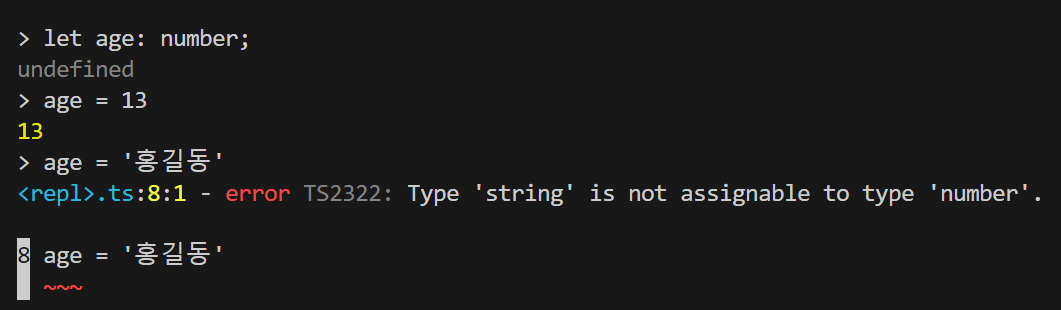 > let age: number;
undefined
> age = 13
13
> age = '홍길동'
<repl>.ts:8:1 - error TS2322: Type 'string' is not assignable to type 'number'.
8 age = '홍길동'
~~~